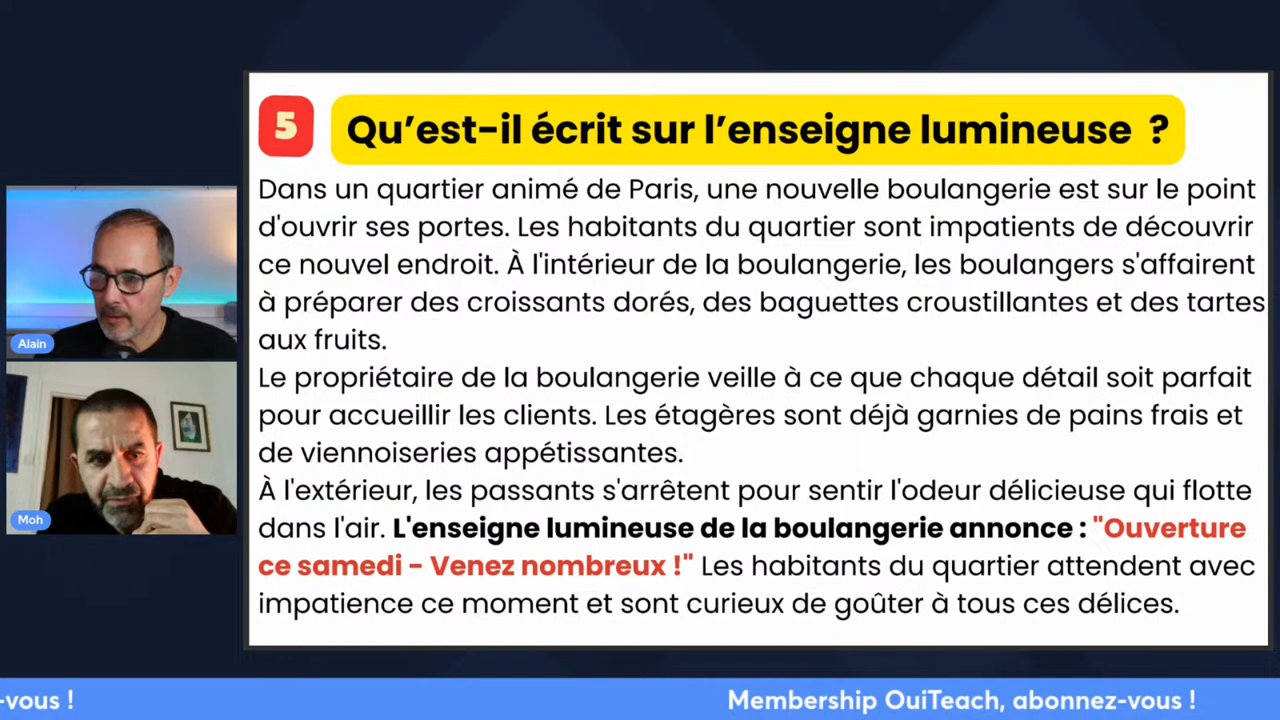 5
Qu'est-il écrit sur l'enseigne lumineuse ?
Dans un quartier animé de Paris, une nouvelle boulangerie est sur le point
d'ouvrir ses portes. Les habitants du quartier sont impatients de découvrir
ce nouvel endroit. À l'intérieur de la boulangerie, les boulangers s'affairent
à préparer des croissants dorés, des baguettes croustillantes et des tartes
aux fruits.
Le propriétaire de la boulangerie veille à ce que chaque détail soit parfait
pour accueillir les clients. Les étagères sont déjà garnies de pains frais et
de viennoiseries appétissantes.
À l'extérieur, les passants s'arrêtent pour sentir l'odeur délicieuse qui flotte
dans l'air. L'enseigne lumineuse de la boulangerie annonce : "Ouverture
ce samedi - Venez nombreux !" Les habitants du quartier attendent avec
impatience ce moment et sont curieux de goûter à tous ces délices.
Alain
Moh
-vous !
Membership OuiTeach, abonnez-vous !